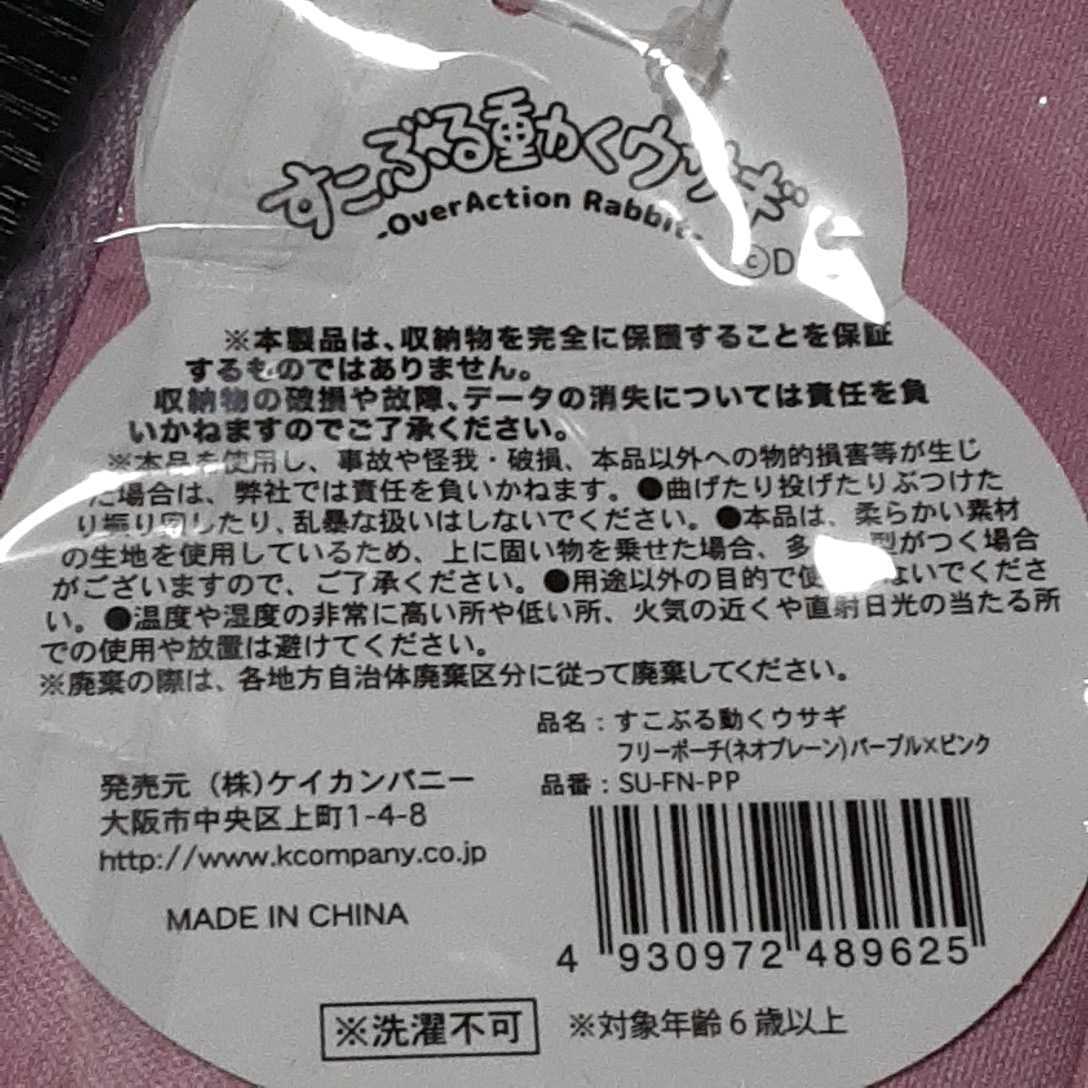 すこぶる動くウサギ
-OverAction Rabbit-
©D
※本製品は、収納物を完全に保護することを保証
するものではありません。
収納物の破損や故障、データの消失については責任を負
いかねますのでご了承ください。
※本品を使用し、事故や怪我・破損、本品以外への物的損害等が生じ
た場合は、弊社では責任を負いかねます。●曲げたり投げたりぶつけた
り振り回したり、乱暴な扱いはしないでください。●本品は、柔らかい素材
の生地を使用しているため、上に固い物を乗せた場合、多 型がつく場合
がございますので、ご了承ください。●用途以外の目的で使 ないでくださ
い。●温度や湿度の非常に高い所や低い所、火気の近くや直射日光の当たる所
での使用や放置は避けてください。
※廃棄の際は、各地方自治体廃棄区分に従って廃棄してください。
品名：すこぶる動くウサギ
フリーポーチ(ネオプレーン)パープル×ピンク
品番：SU-FN-PP
発売元 (株)ケイカンパニー
大阪市中央区上町1-4-8
http://www.kcompany.co.jp
MADE IN CHINA
4 930972 489625
※洗濯不可
※対象年齢6歳以上